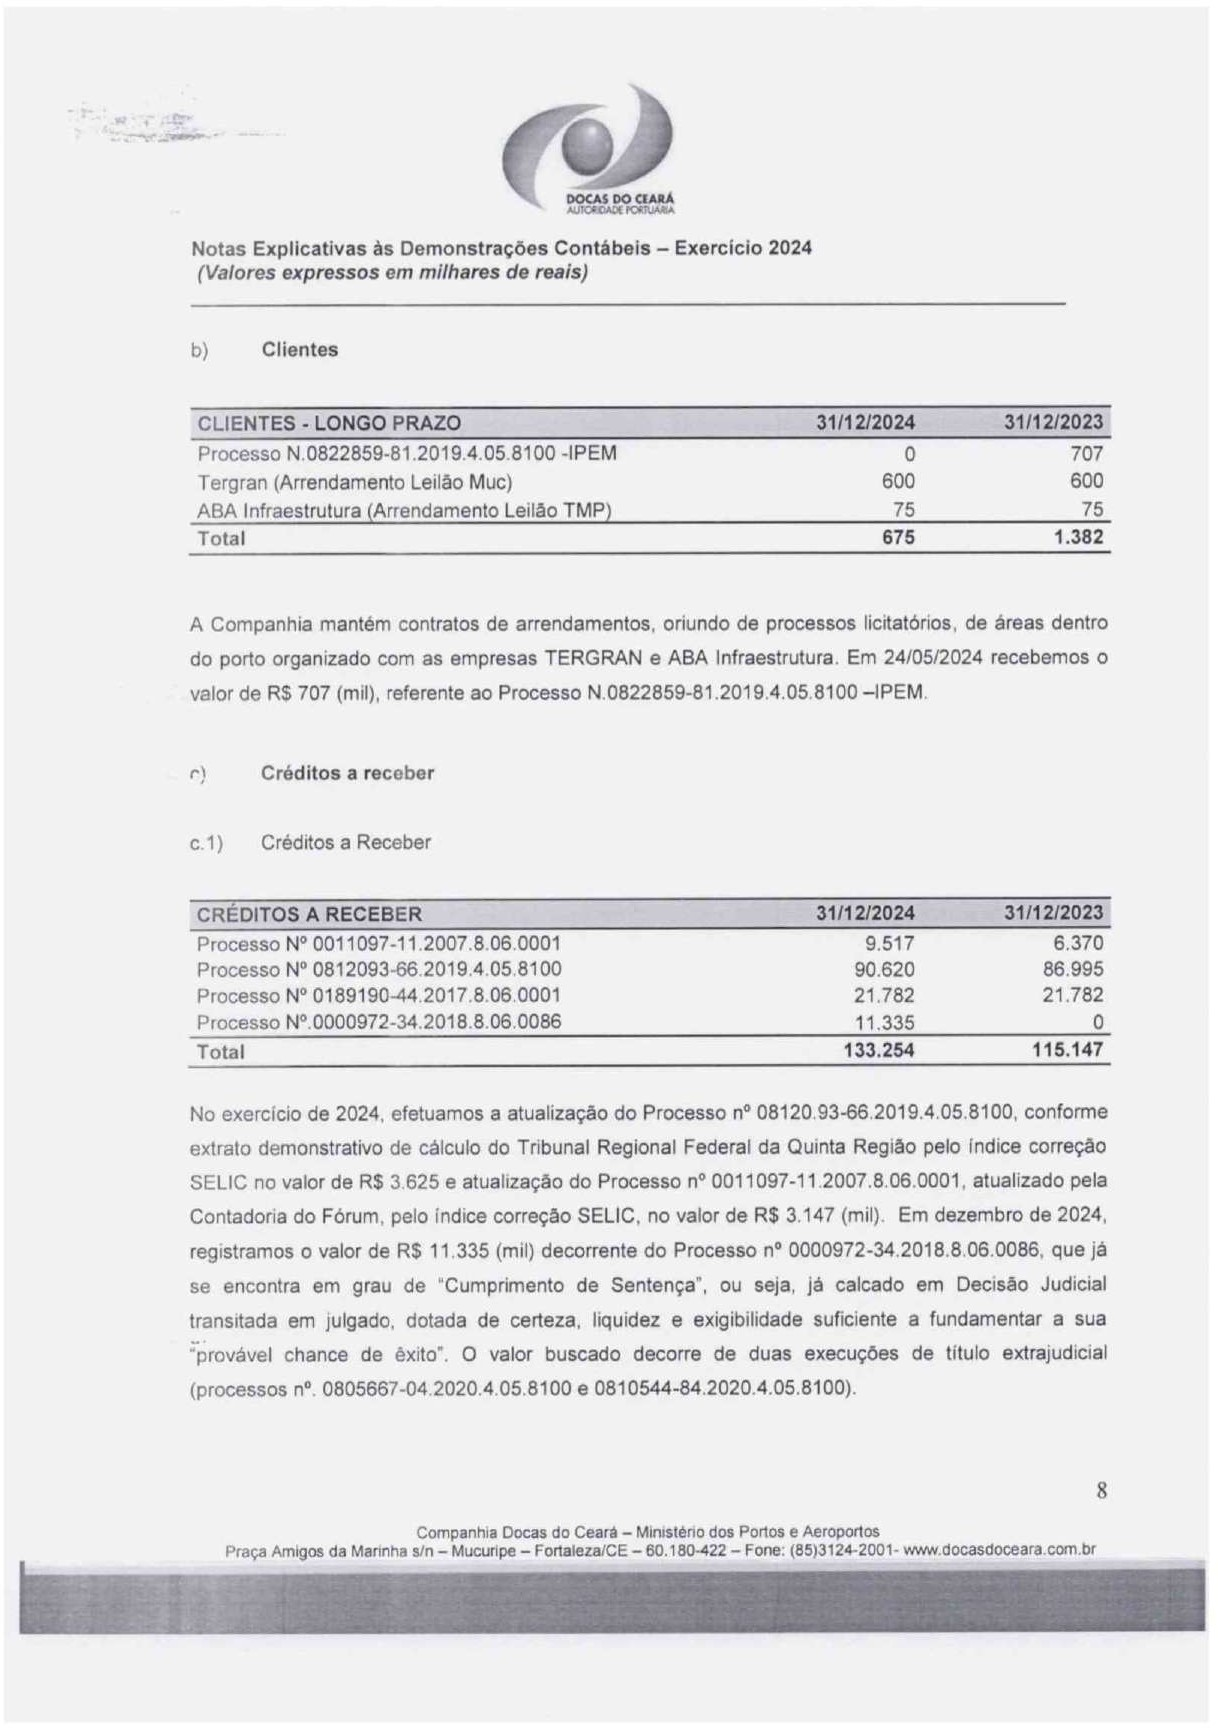 DOCAS DO CEARÁ
AUTORIDADE PORTUÁRIA
Notas Explicativas às Demonstrações Contábeis – Exercício 2024
(Valores expressos em milhares de reais)
b) Clientes
CLIENTES - LONGO PRAZO 31/12/2024 31/12/2023
Processo N.0822859-81.2019.4.05.8100 -IPEM 0 707
Tergran (Arrendamento Leilão Muc) 600 600
ABA Infraestrutura (Arrendamento Leilão TMP) 75 75
Total 675 1.382
A Companhia mantém contratos de arrendamentos, oriundo de processos licitatórios, de áreas dentro
do porto organizado com as empresas TERGRAN e ABA Infraestrutura. Em 24/05/2024 recebemos o
valor de R$ 707 (mil), referente ao Processo N.0822859-81.2019.4.05.8100 –IPEM.
c) Créditos a receber
c.1) Créditos a Receber
CRÉDITOS A RECEBER 31/12/2024 31/12/2023
Processo Nº 0011097-11.2007.8.06.0001 9.517 6.370
Processo Nº 0812093-66.2019.4.05.8100 90.620 86.995
Processo Nº 0189190-44.2017.8.06.0001 21.782 21.782
Processo Nº.0000972-34.2018.8.06.0086 11.335 0
Total 133.254 115.147
No exercício de 2024, efetuamos a atualização do Processo nº 08120.93-66.2019.4.05.8100, conforme
extrato demonstrativo de cálculo do Tribunal Regional Federal da Quinta Região pelo índice correção
SELIC no valor de R$ 3.625 e atualização do Processo nº 0011097-11.2007.8.06.0001, atualizado pela
Contadoria do Fórum, pelo índice correção SELIC, no valor de R$ 3.147 (mil). Em dezembro de 2024,
registramos o valor de R$ 11.335 (mil) decorrente do Processo nº 0000972-34.2018.8.06.0086, que já
se encontra em grau de “Cumprimento de Sentença”, ou seja, já calcado em Decisão Judicial
transitada em julgado, dotada de certeza, liquidez e exigibilidade suficiente a fundamentar a sua
“provável chance de êxito”. O valor buscado decorre de duas execuções de título extrajudicial
(processos nº. 0805667-04.2020.4.05.8100 e 0810544-84.2020.4.05.8100).
8
Companhia Docas do Ceará – Ministério dos Portos e Aeroportos
Praça Amigos da Marinha s/n – Mucuripe – Fortaleza/CE – 60.180-422 – Fone: (85)3124-2001- www.docasdoceara.com.br